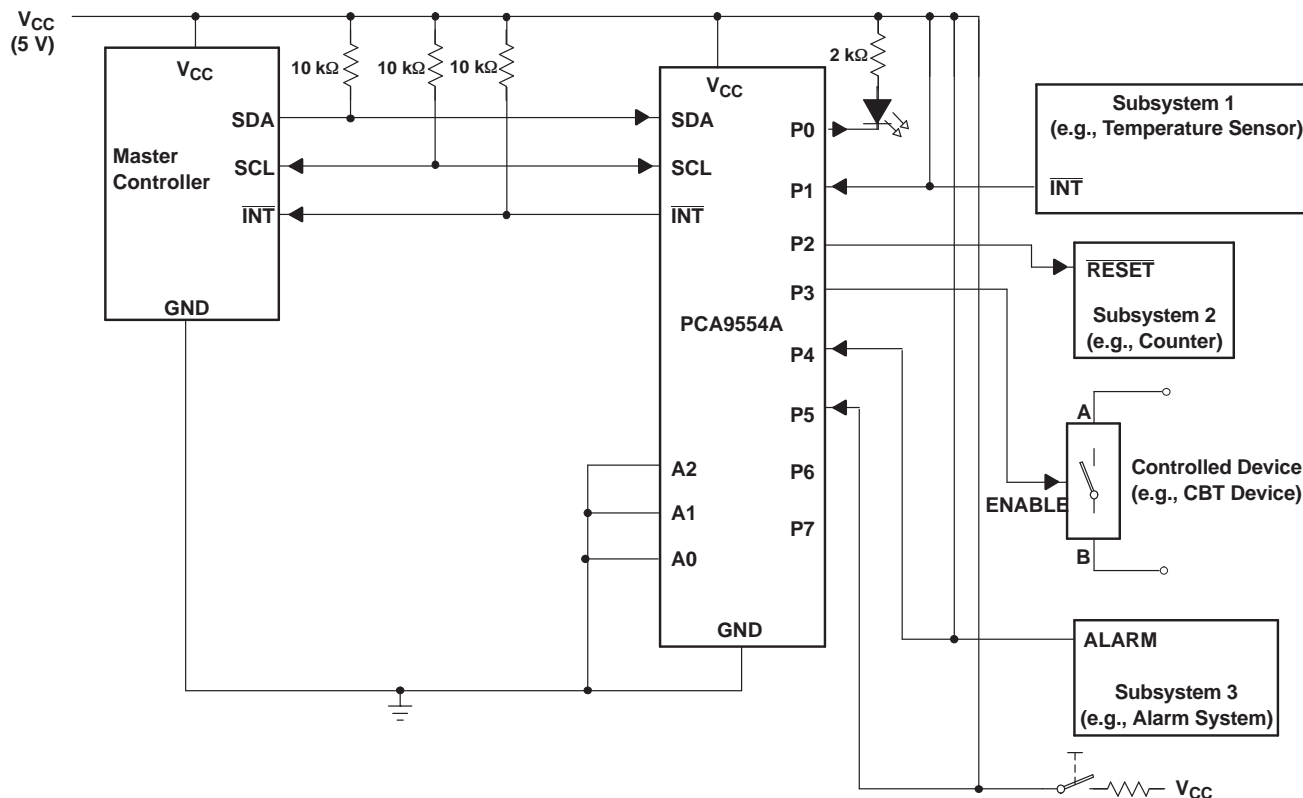 VCC
(5 V)
VCC
Master
Controller
SDA
SCL
INT
GND
10 kΩ
10 kΩ
10 kΩ
VCC
SDA
SCL
INT
PCA9554A
A2
A1
A0
GND
P0
P1
P2
P3
P4
P5
P6
P7
2 kΩ
Subsystem 1
(e.g., Temperature Sensor)
INT
RESET
Subsystem 2
(e.g., Counter)
A
ENABLE
B
Controlled Device
(e.g., CBT Device)
ALARM
Subsystem 3
(e.g., Alarm System)
VCC